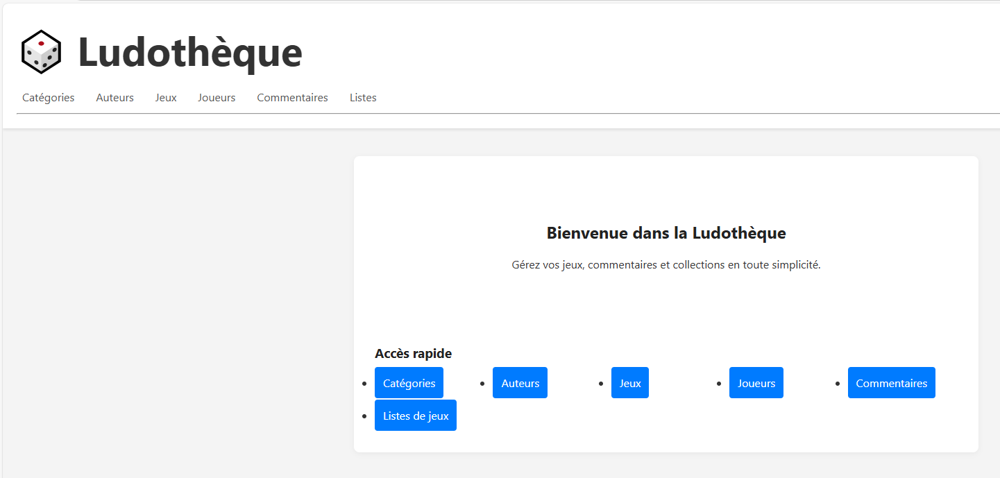 Ludothèque
Catégories Auteurs Jeux Joueurs Commentaires Listes
Bienvenue dans la Ludothèque
Gérez vos jeux, commentaires et collections en toute simplicité.
Accès rapide
Catégories Auteurs Jeux Joueurs Commentaires
Listes de jeux